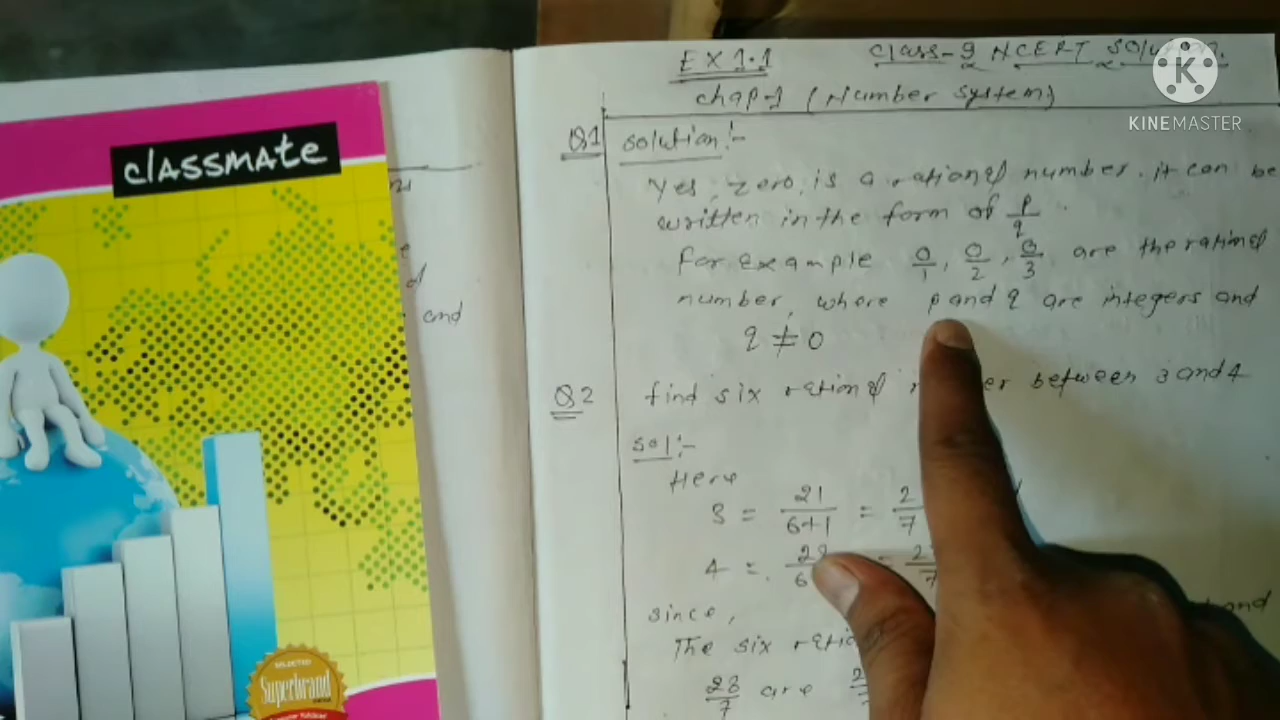 EX 1.1 Class-9 NCERT Solution.
Chap-1 (Number System)
Q1 Solution:-
Yes, zero, is a rational number. it can be
written in the form of p/q.
For example 0/1, 0/2, 0/3 are the rational
number, where p and q are integers and
q ≠ 0
Q2 find six rational between 3 and 4
Sol:-
Here
3 = 21/6+1 =
4 =
Since,
The six
28/7 are
and
CLASSMATE
SELECTED
Superbrand
K
KINEMASTER